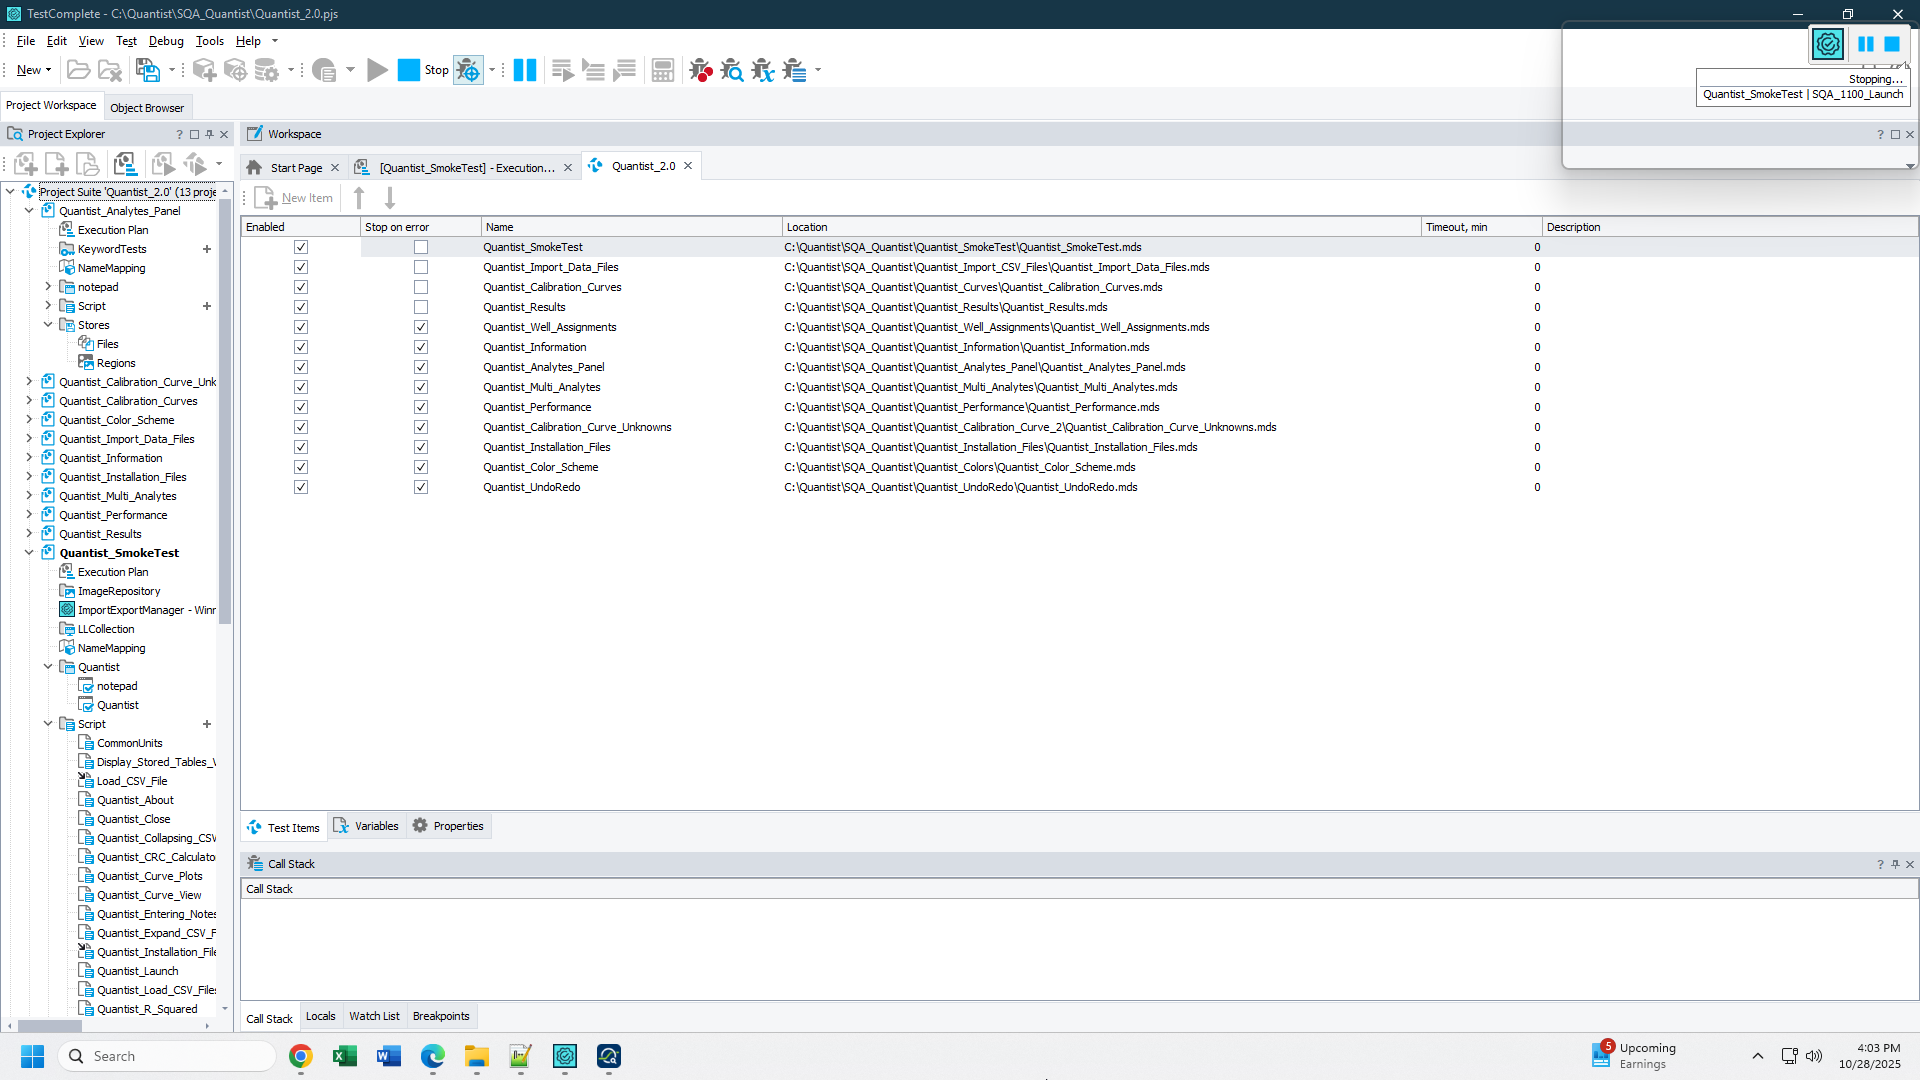 TestComplete - C:\Quantist\SQA_Quantist\Quantist_2.0.pjs
File Edit View Test Debug Tools Help
New Stop
Stopping...
Quantist_SmokeTest | SQA_1100_Launch
Project Workspace Object Browser
Project Explorer
Workspace
Start Page [Quantist_SmokeTest] - Execution... Quantist_2.0
New Item
Project Suite 'Quantist_2.0' (13 proje
Quantist_Analytes_Panel
Execution Plan
KeywordTests
NameMapping
notepad
Script
Stores
Files
Regions
Quantist_Calibration_Curve_Unk
Quantist_Calibration_Curves
Quantist_Color_Scheme
Quantist_Import_Data_Files
Quantist_Information
Quantist_Installation_Files
Quantist_Multi_Analytes
Quantist_Performance
Quantist_Results
Quantist_SmokeTest
Execution Plan
ImageRepository
ImportExportManager - Winr
LLCollection
NameMapping
Quantist
notepad
Quantist
Script
CommonUnits
Display_Stored_Tables_V
Load_CSV_File
Quantist_About
Quantist_Close
Quantist_Collapsing_CSV
Quantist_CRC_Calculato
Quantist_Curve_Plots
Quantist_Curve_View
Quantist_Entering_Notes
Quantist_Expand_CSV_F
Quantist_Installation_File
Quantist_Launch
Quantist_Load_CSV_Files
Quantist_R_Squared
Enabled Stop on error Name Location Timeout, min Description
Quantist_SmokeTest C:\Quantist\SQA_Quantist\Quantist_SmokeTest\Quantist_SmokeTest.mds 0
Quantist_Import_Data_Files C:\Quantist\SQA_Quantist\Quantist_Import_CSV_Files\Quantist_Import_Data_Files.mds 0
Quantist_Calibration_Curves C:\Quantist\SQA_Quantist\Quantist_Curves\Quantist_Calibration_Curves.mds 0
Quantist_Results C:\Quantist\SQA_Quantist\Quantist_Results\Quantist_Results.mds 0
Quantist_Well_Assignments C:\Quantist\SQA_Quantist\Quantist_Well_Assignments\Quantist_Well_Assignments.mds 0
Quantist_Information C:\Quantist\SQA_Quantist\Quantist_Information\Quantist_Information.mds 0
Quantist_Analytes_Panel C:\Quantist\SQA_Quantist\Quantist_Analytes_Panel\Quantist_Analytes_Panel.mds 0
Quantist_Multi_Analytes C:\Quantist\SQA_Quantist\Quantist_Multi_Analytes\Quantist_Multi_Analytes.mds 0
Quantist_Performance C:\Quantist\SQA_Quantist\Quantist_Performance\Quantist_Performance.mds 0
Quantist_Calibration_Curve_Unknowns C:\Quantist\SQA_Quantist\Quantist_Calibration_Curve_2\Quantist_Calibration_Curve_Unknowns.mds 0
Quantist_Installation_Files C:\Quantist\SQA_Quantist\Quantist_Installation_Files\Quantist_Installation_Files.mds 0
Quantist_Color_Scheme C:\Quantist\SQA_Quantist\Quantist_Colors\Quantist_Color_Scheme.mds 0
Quantist_UndoRedo C:\Quantist\SQA_Quantist\Quantist_UndoRedo\Quantist_UndoRedo.mds 0
Test Items Variables Properties
Call Stack
Call Stack
Call Stack Locals Watch List Breakpoints
Search
5
Upcoming
Earnings
4:03 PM
10/28/2025